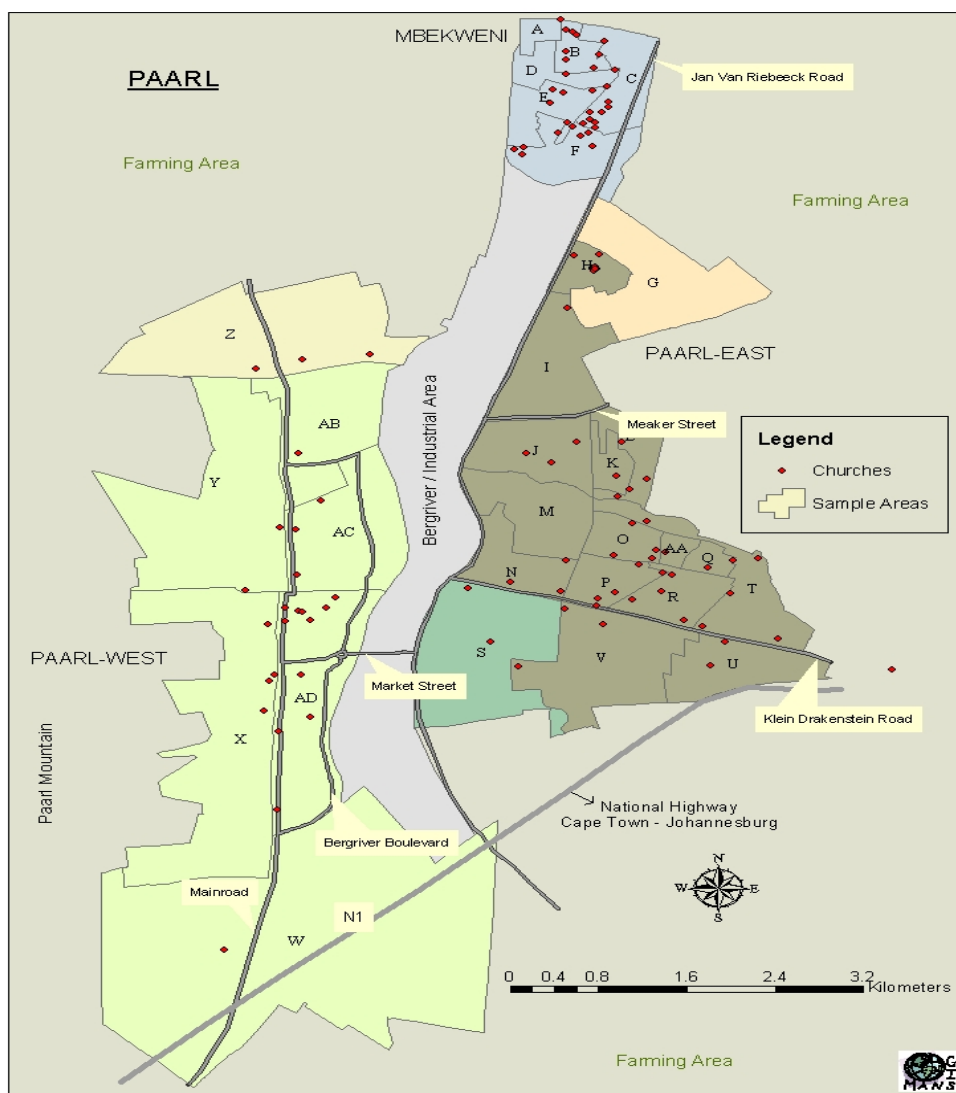 PAARL
MBEKWENI
A
B
D
C
E
F
Jan Van Riebeeck Road
Farming Area
Farming Area
H
G
Z
PAARL-EAST
I
Bergriver / Industrial Area
Meaker Street
AB
J
K
Y
Legend
Churches
Sample Areas
AC
M
O
AA
Q
N
P
R
T
PAARL-WEST
S
V
U
Market Street
AD
Klein Drakenstein Road
X
Paarl Mountain
National Highway
Cape Town - Johannesburg
Bergriver Boulevard
Mainroad
N
W E
S
N1
W
0 0.4 0.8 1.6 2.4 3.2
Kilometers
Farming Area
GIS
MANS